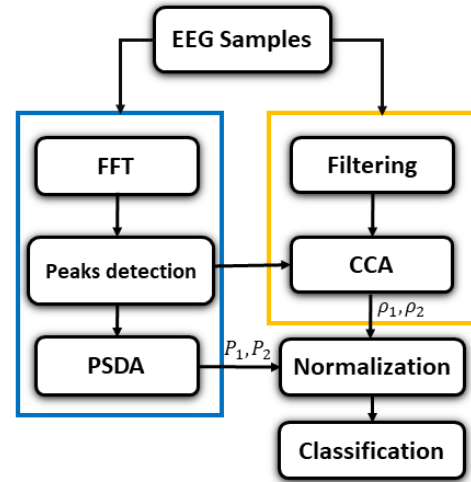 EEG Samples
FFT
Filtering
Peaks detection
CCA
ρ₁, ρ₂
P₁, P₂
PSDA
Normalization
Classification